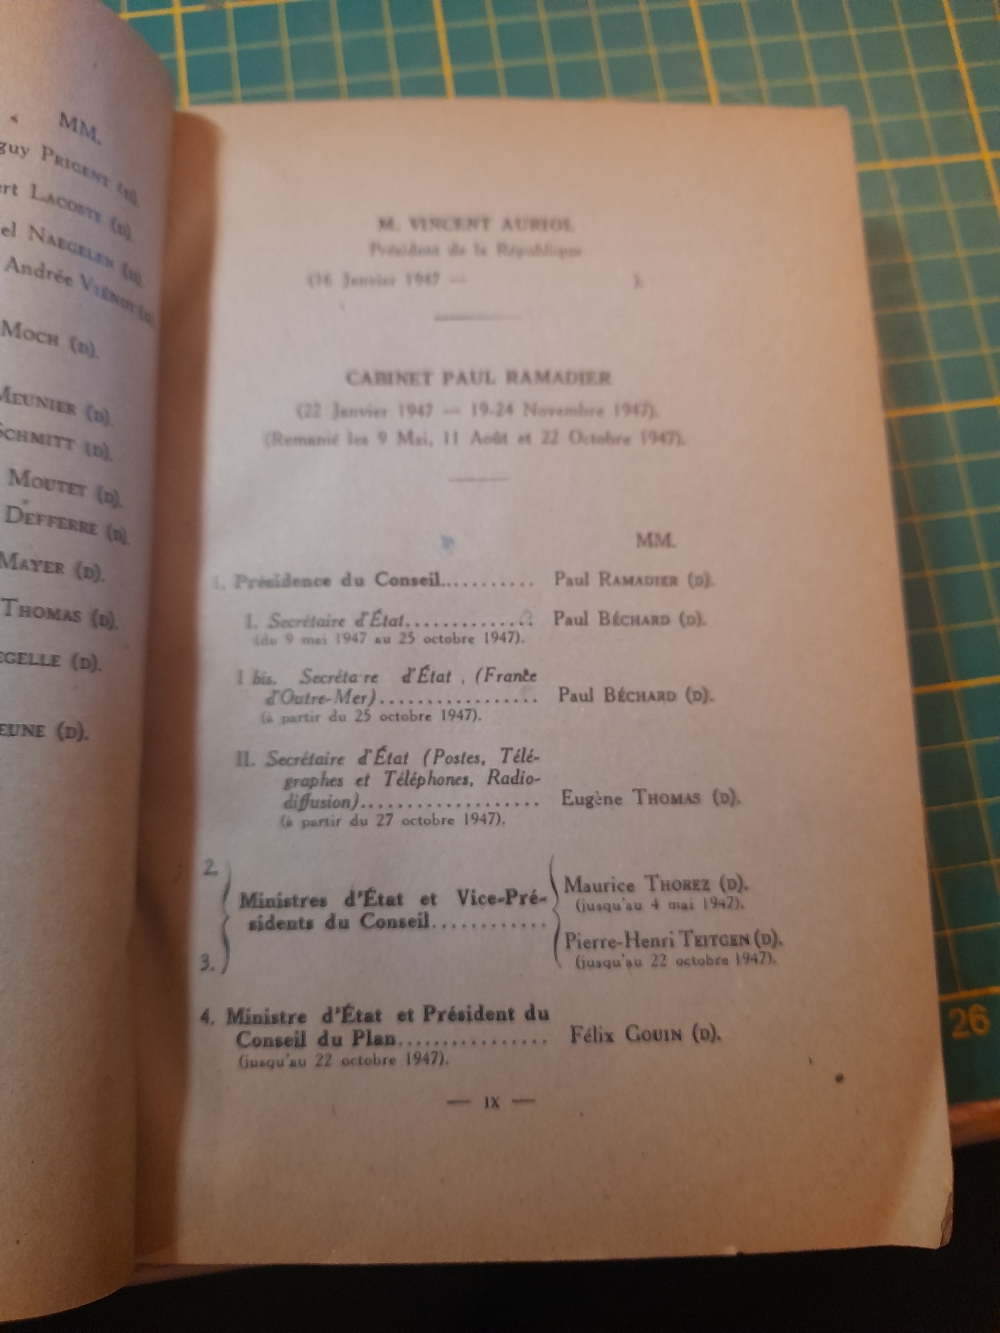 MM.
guy PRIGENT (D).
ert LACOSTE (D).
el NAEGELEN (D).
Andrée VIÉNOT (D).
MOCH (D).
MEUNIER (D).
SCHMITT (D).
MOUTET (D).
DEFFERRE (D).
MAYER (D).
THOMAS (D).
EGELLE (D).
EUNE (D).
M. VINCENT AURIOL
Président de la République
(16 Janvier 1947 — ).
CABINET PAUL RAMADIER
(22 Janvier 1947 — 19-24 Novembre 1947).
(Remanié les 9 Mai, 11 Août et 22 Octobre 1947).
MM.
1. Présidence du Conseil.......... Paul RAMADIER (D).
I. Secrétaire d'État............. Paul BÉCHARD (D).
(du 9 mai 1947 au 25 octobre 1947).
I bis. Secréta re d'État . (France
d'Outre-Mer)................. Paul BÉCHARD (D).
(à partir du 25 octobre 1947).
II. Secrétaire d'État (Postes, Télé-
graphes et Téléphones, Radio-
diffusion)................... Eugène THOMAS (D).
(à partir du 27 octobre 1947).
2.
Maurice THOREZ (D).
(jusqu'au 4 mai 1947).
Ministres d'État et Vice-Pré-
sidents du Conseil............
Pierre-Henri TEITGEN (D).
(jusqu'au 22 octobre 1947).
3.
4. Ministre d'État et Président du
Conseil du Plan................ Félix GOUIN (D).
(jusqu'au 22 octobre 1947).
— IX —
26